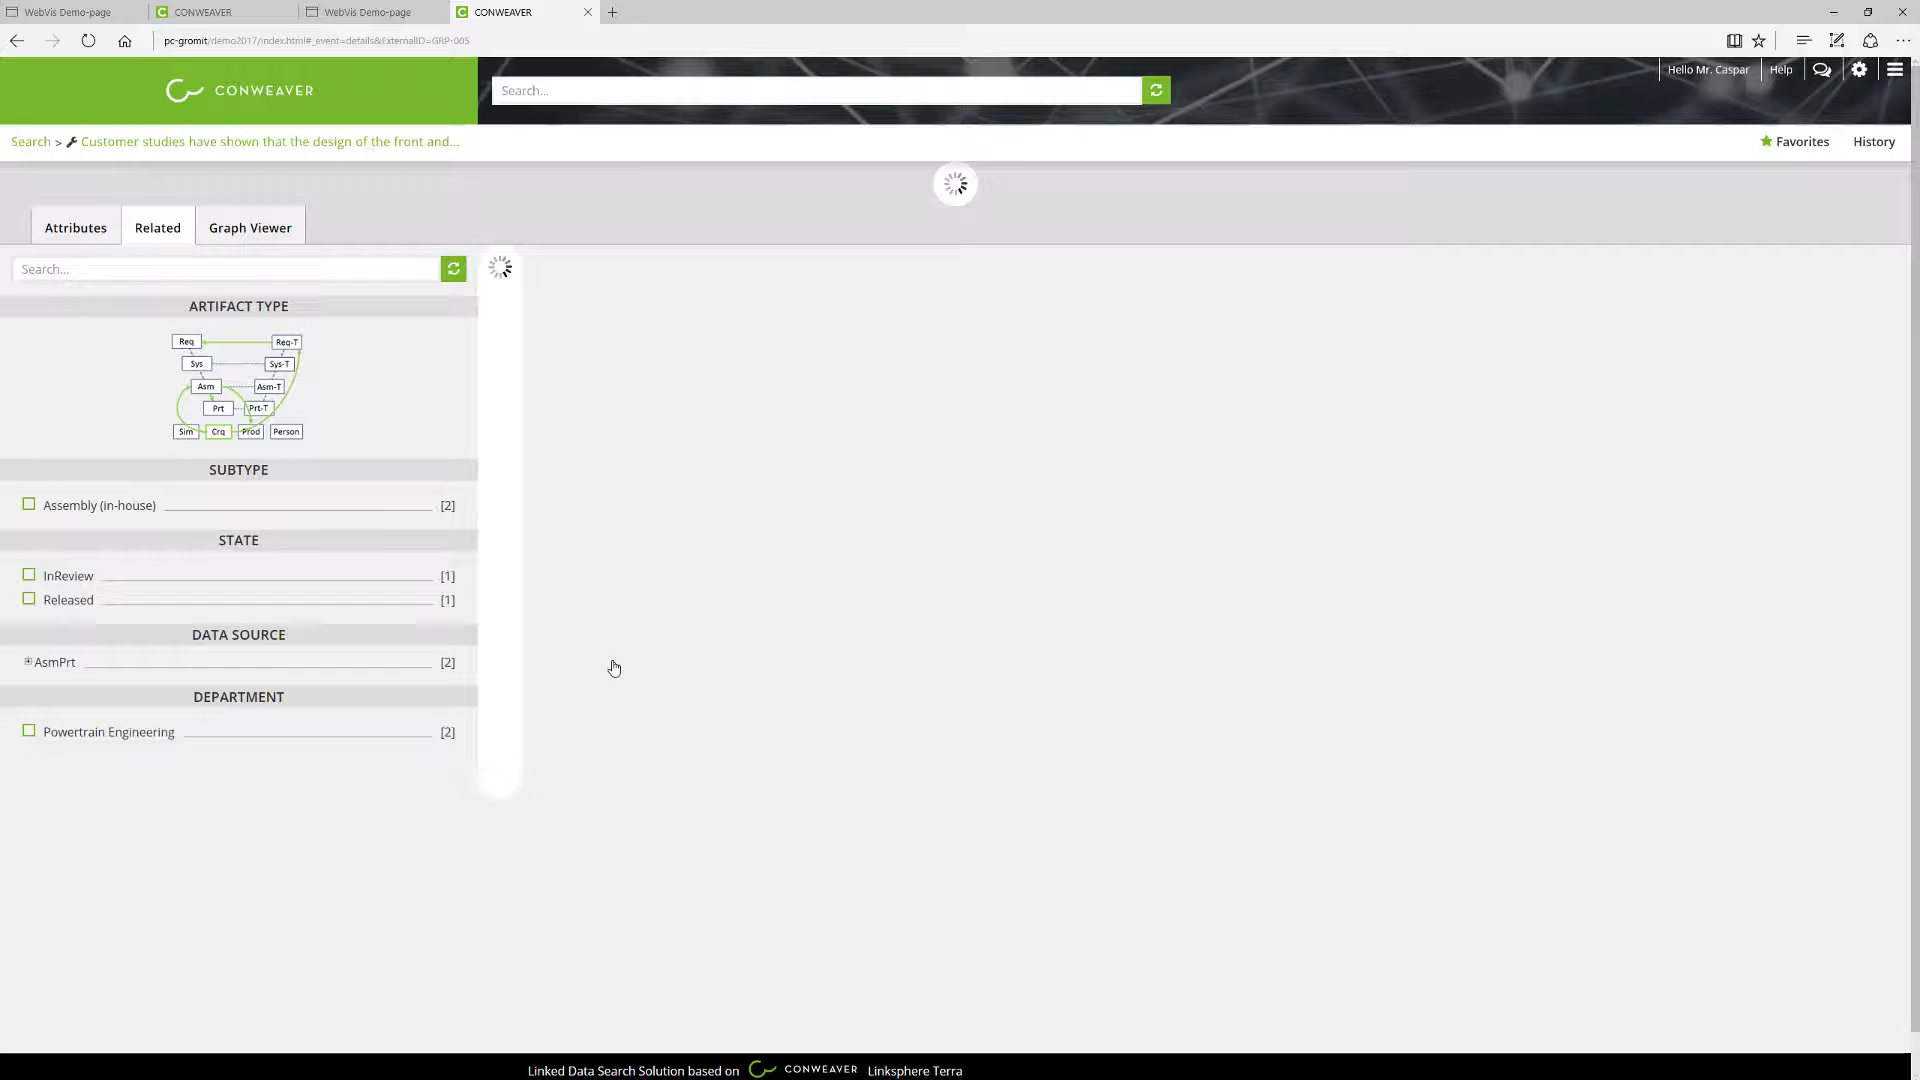 WebVis Demo-page
CONWEAVER
WebVis Demo-page
CONWEAVER
pc-gromit/demo2017/index.html#_event=details&ExternalID=GRP-005
CONWEAVER
Search...
Hello Mr. Caspar
Help
Search > Customer studies have shown that the design of the front and...
Favorites
History
Attributes
Related
Graph Viewer
Search...
ARTIFACT TYPE
Req
Req-T
Sys
Sys-T
Asm
Asm-T
Prt
Prt-T
Sim
Crq
Prod
Person
SUBTYPE
Assembly (in-house) [2]
STATE
InReview [1]
Released [1]
DATA SOURCE
AsmPrt [2]
DEPARTMENT
Powertrain Engineering [2]
Linked Data Search Solution based on CONWEAVER Linksphere Terra